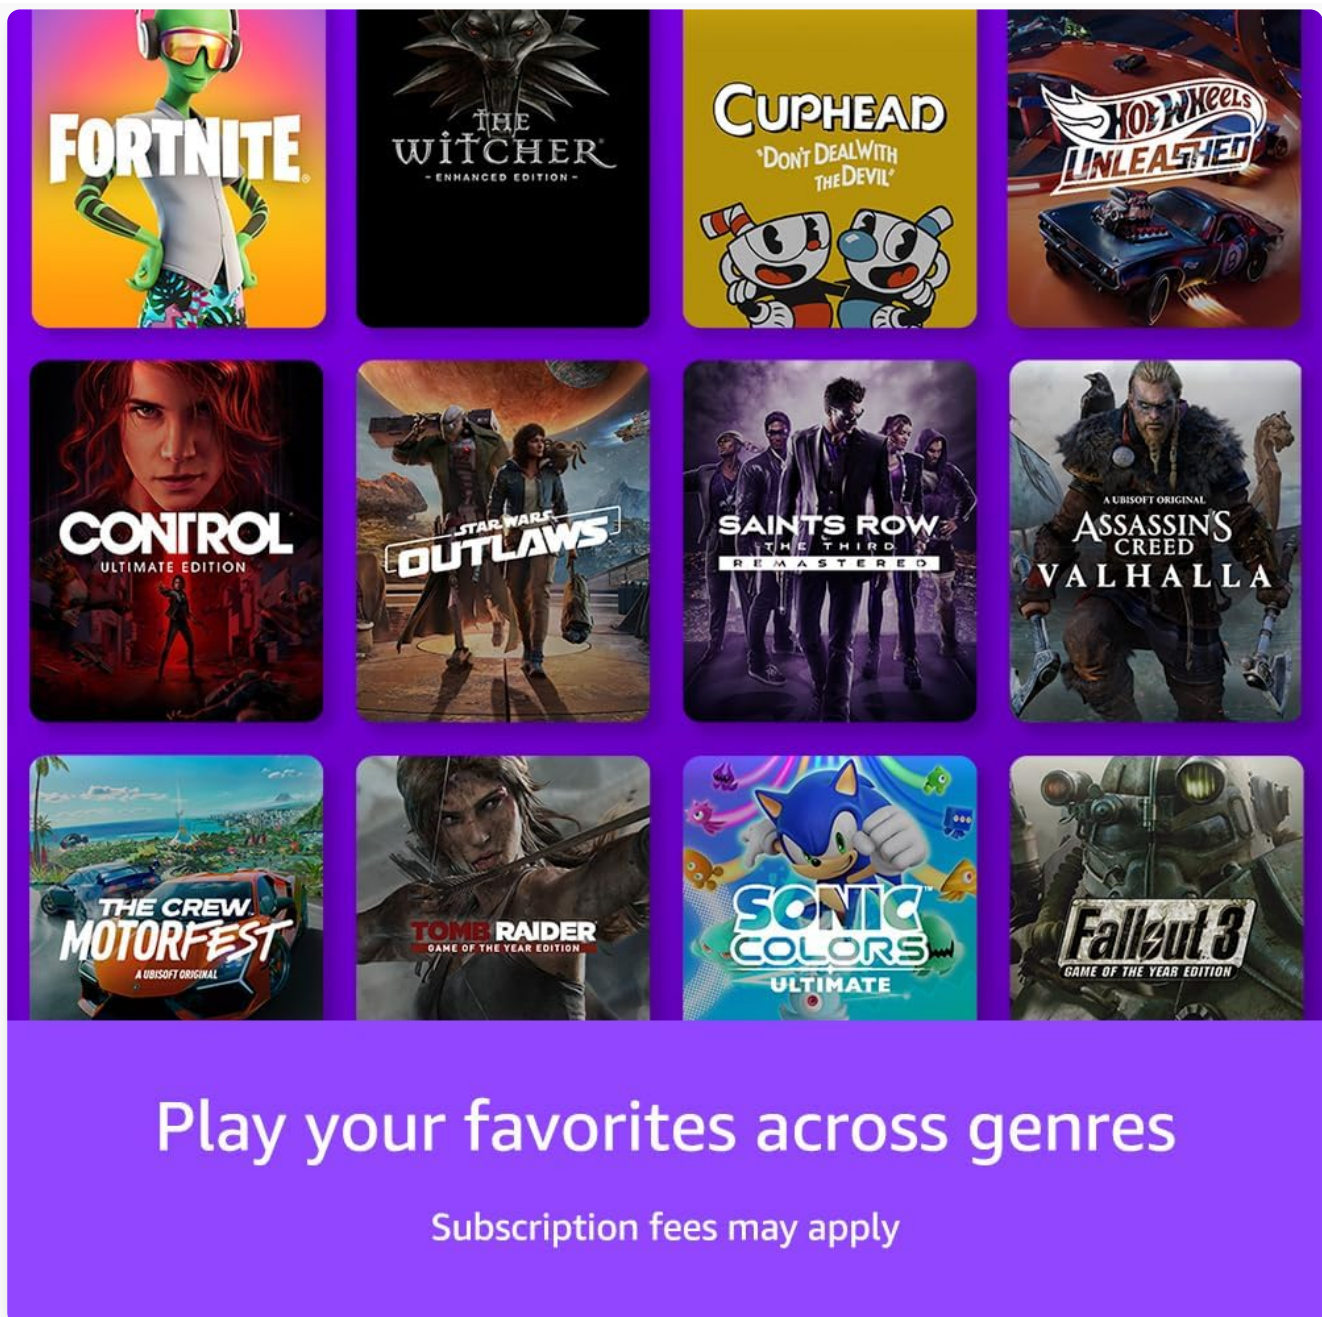 FORTNITE
THE
WITCHER
- ENHANCED EDITION -
CUPHEAD
"DON'T DEAL WITH
THE DEVIL"
HOT WHEELS
UNLEASHED
9
CONTROL
ULTIMATE EDITION
STAR WARS
OUTLAWS
SAINTS ROW
THE THIRD
REMASTERED
A UBISOFT ORIGINAL
ASSASSIN'S
CREED
VALHALLA
THE CREW
MOTORFEST
A UBISOFT ORIGINAL
TOMB RAIDER
GAME OF THE YEAR EDITION
SONIC™
COLORS
ULTIMATE
Fallout 3
GAME OF THE YEAR EDITION
Play your favorites across genres
Subscription fees may apply